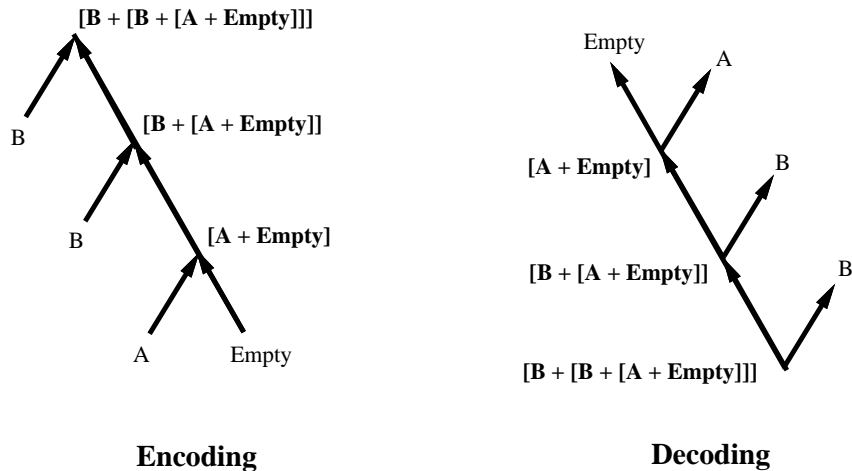 [B + [B + [A + Empty]]]
B
[B + [A + Empty]]
B
[A + Empty]
A
Empty
Encoding
Empty
A
[A + Empty]
B
[B + [A + Empty]]
B
[B + [B + [A + Empty]]]
Decoding